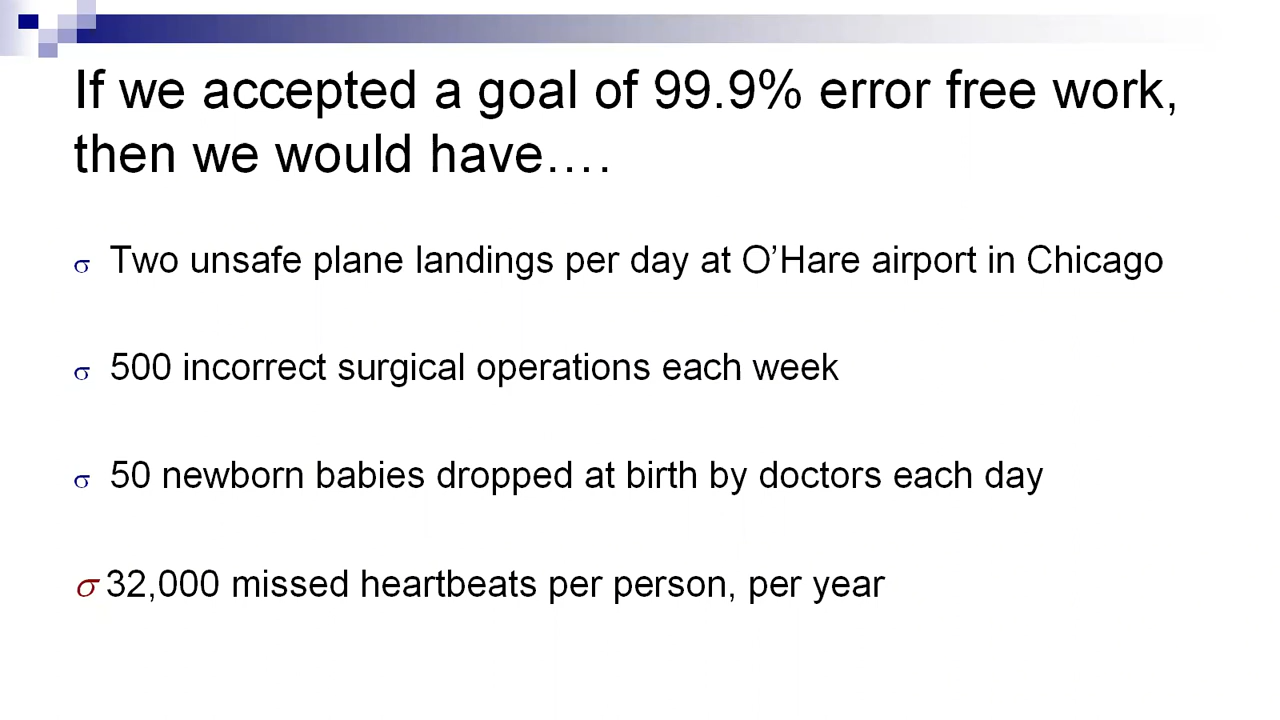 If we accepted a goal of 99.9% error free work,
then we would have….
σ Two unsafe plane landings per day at O’Hare airport in Chicago
σ 500 incorrect surgical operations each week
σ 50 newborn babies dropped at birth by doctors each day
σ 32,000 missed heartbeats per person, per year